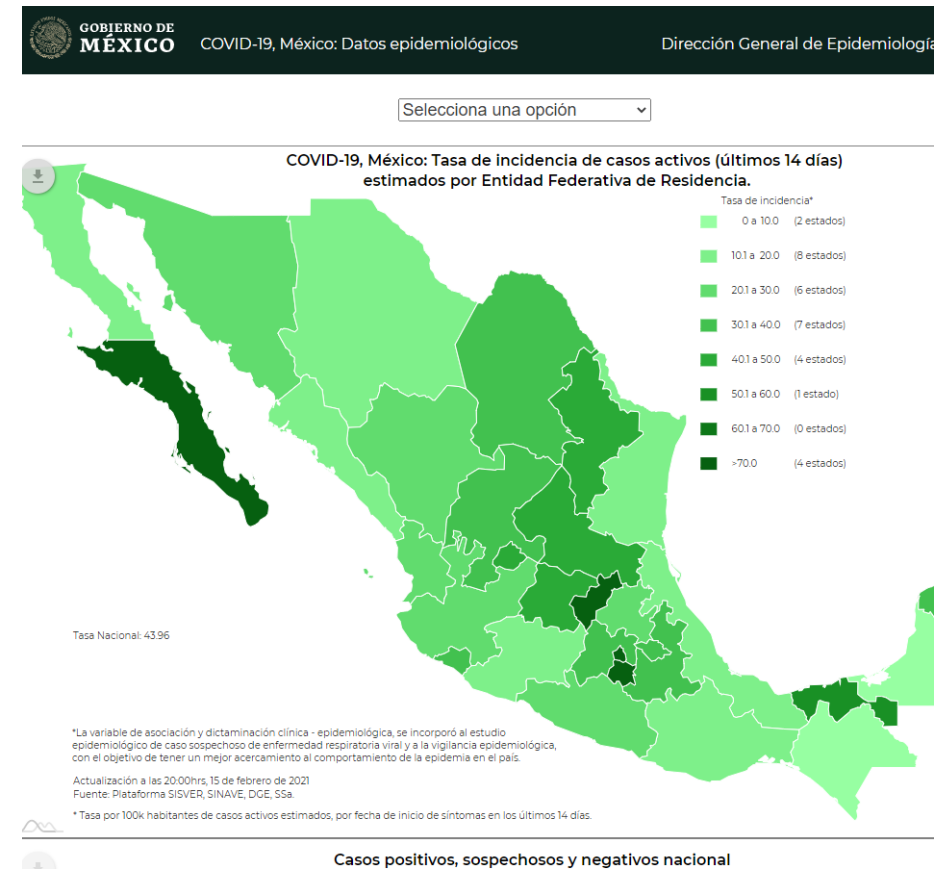 GOBIERNO DE
MÉXICO
COVID-19, México: Datos epidemiológicos
Dirección General de Epidemiología
Selecciona una opción
COVID-19, México: Tasa de incidencia de casos activos (últimos 14 días)
estimados por Entidad Federativa de Residencia.
Tasa de incidencia*
0 a 10.0 (2 estados)
10.1 a 20.0 (8 estados)
20.1 a 30.0 (6 estados)
30.1 a 40.0 (7 estados)
40.1 a 50.0 (4 estados)
50.1 a 60.0 (1 estado)
60.1 a 70.0 (0 estados)
>70.0 (4 estados)
Tasa Nacional: 43.96
*La variable de asociación y dictaminación clínica - epidemiológica, se incorporó al estudio
epidemiológico de caso sospechoso de enfermedad respiratoria viral y a la vigilancia epidemiológica,
con el objetivo de tener un mejor acercamiento al comportamiento de la epidemia en el país.
Actualización a las 20:00hrs, 15 de febrero de 2021
Fuente: Plataforma SISVER, SINAVE, DGE, SSa.
* Tasa por 100k habitantes de casos activos estimados, por fecha de inicio de síntomas en los últimos 14 días.
Casos positivos, sospechosos y negativos nacional